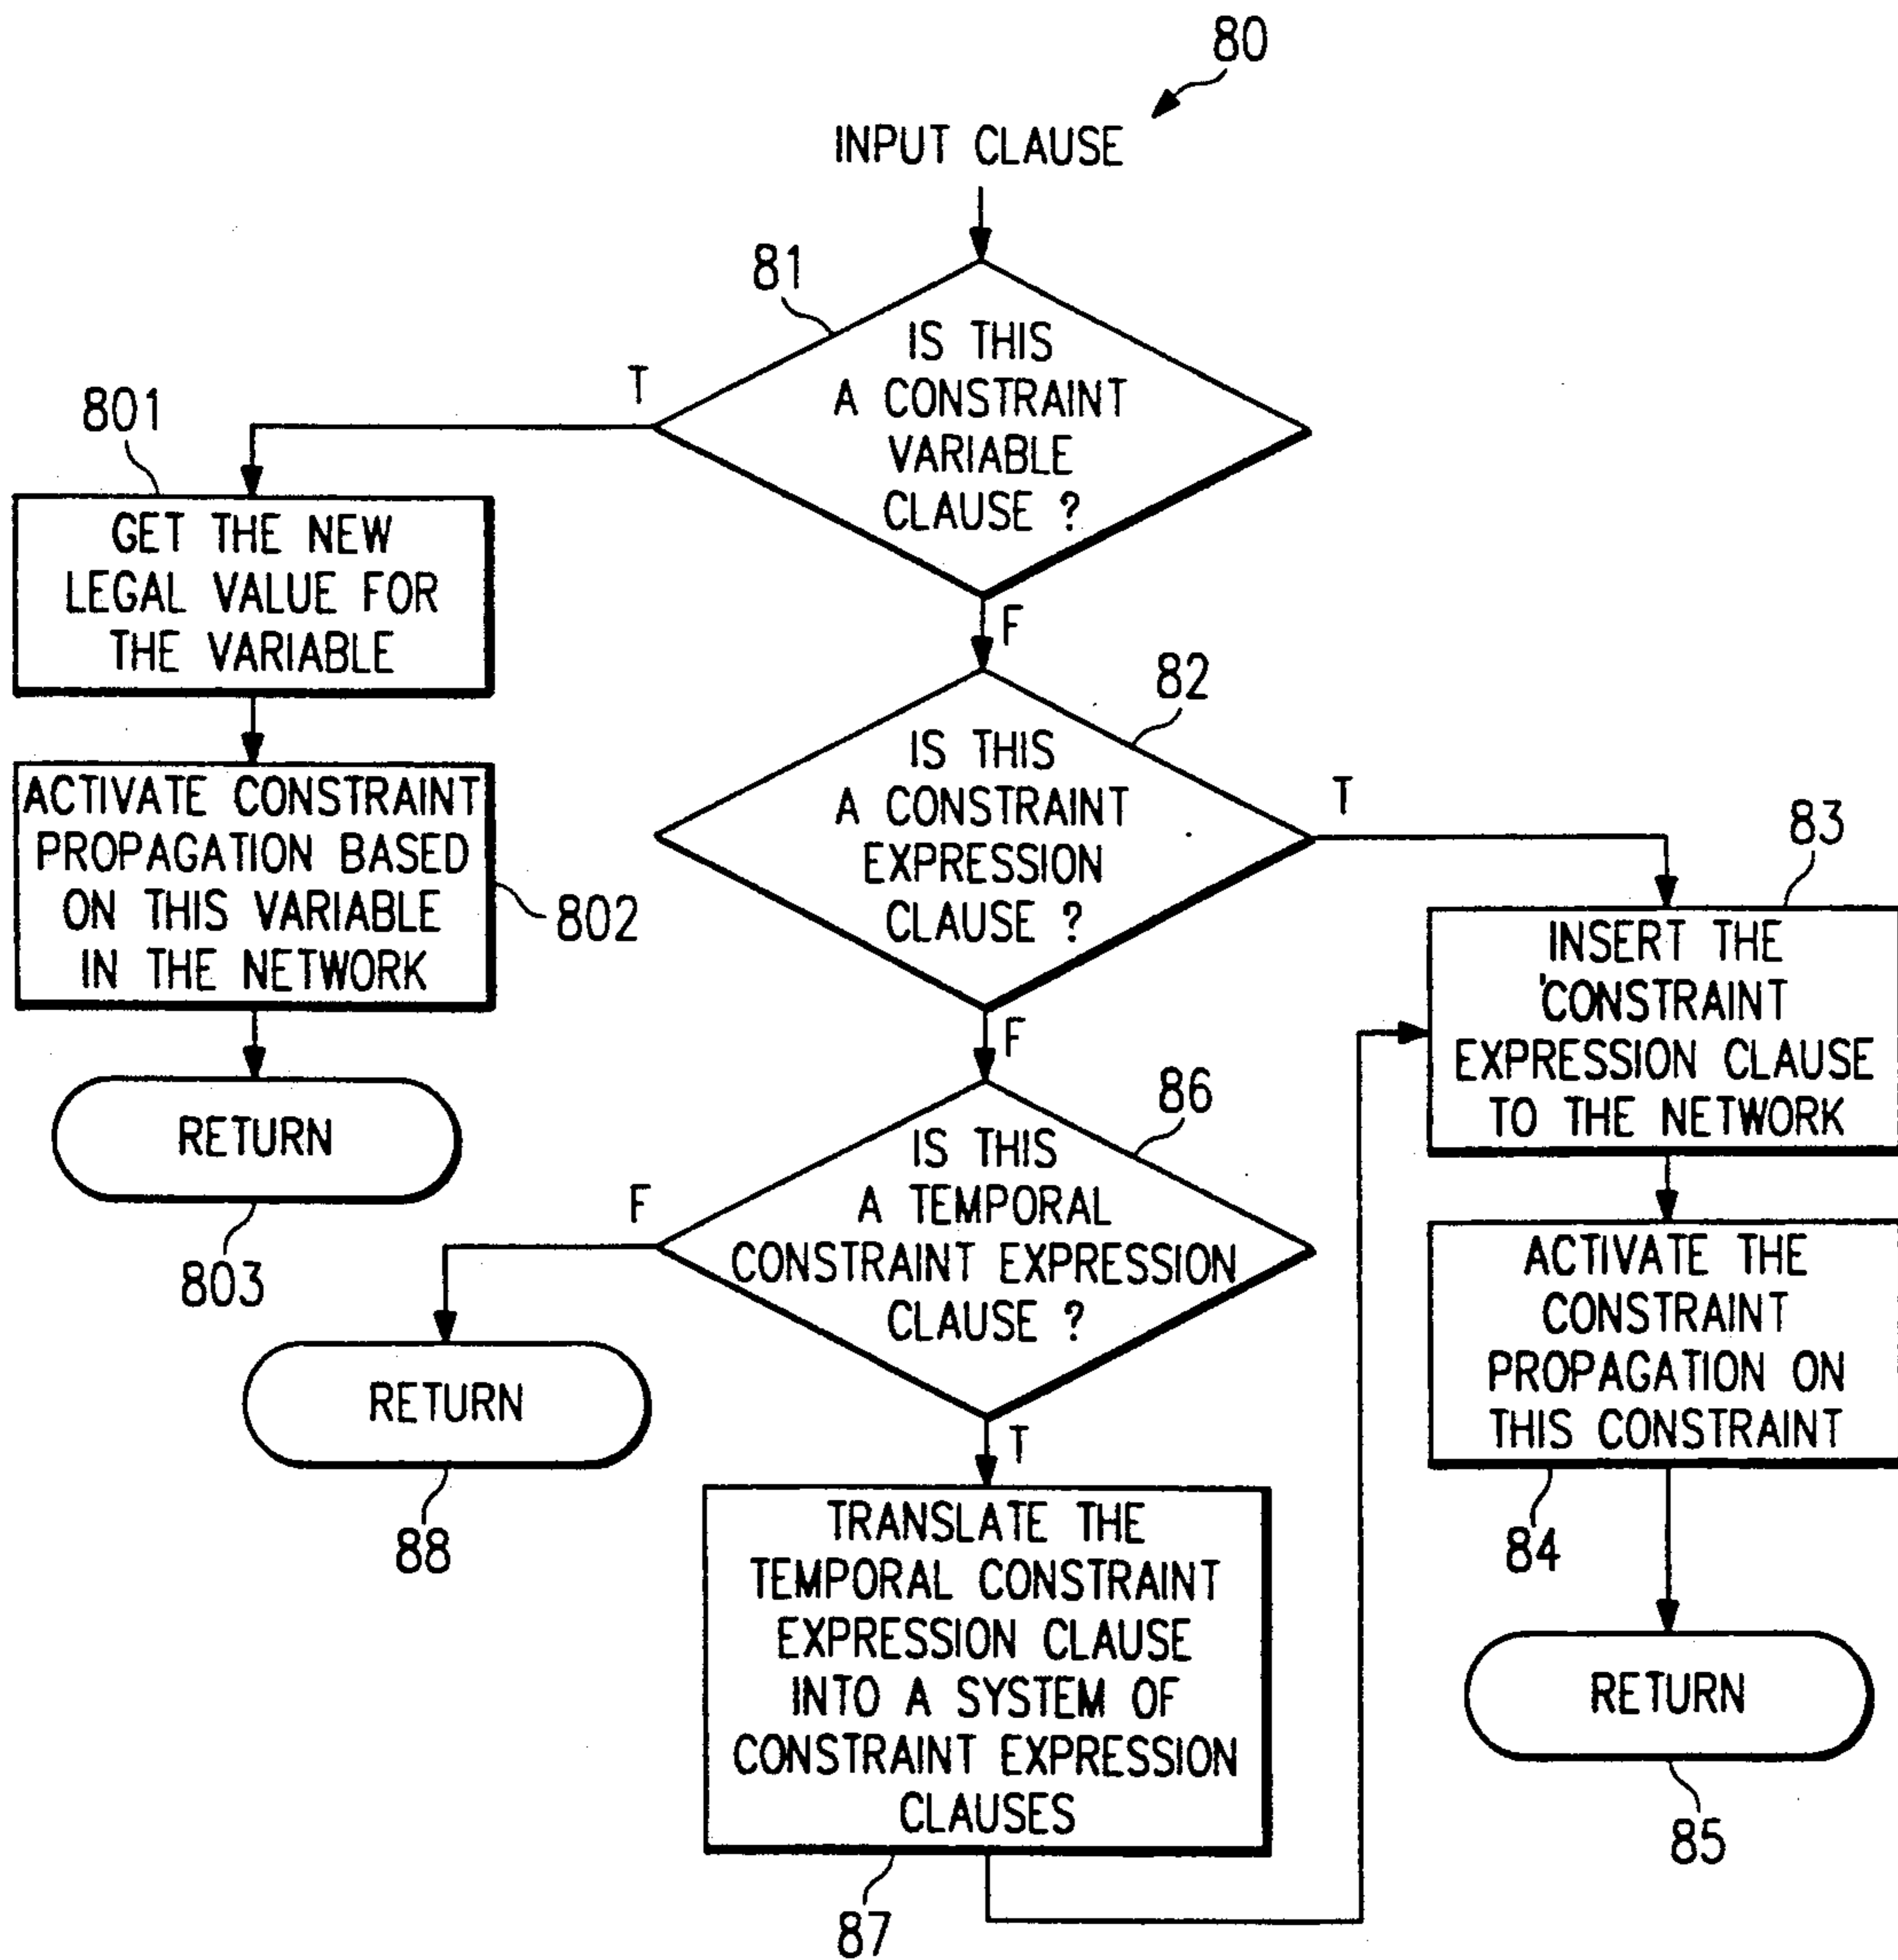 80
INPUT CLAUSE
81
IS THIS
A CONSTRAINT
VARIABLE
CLAUSE ?
T
F
801
GET THE NEW
LEGAL VALUE FOR
THE VARIABLE
ACTIVATE CONSTRAINT
PROPAGATION BASED
ON THIS VARIABLE
IN THE NETWORK
802
RETURN
803
82
IS THIS
A CONSTRAINT
EXPRESSION
CLAUSE ?
T
F
83
INSERT THE
CONSTRAINT
EXPRESSION CLAUSE
TO THE NETWORK
ACTIVATE THE
CONSTRAINT
PROPAGATION ON
THIS CONSTRAINT
84
RETURN
85
86
IS THIS
A TEMPORAL
CONSTRAINT EXPRESSION
CLAUSE ?
F
T
RETURN
88
TRANSLATE THE
TEMPORAL CONSTRAINT
EXPRESSION CLAUSE
INTO A SYSTEM OF
CONSTRAINT EXPRESSION
CLAUSES
87